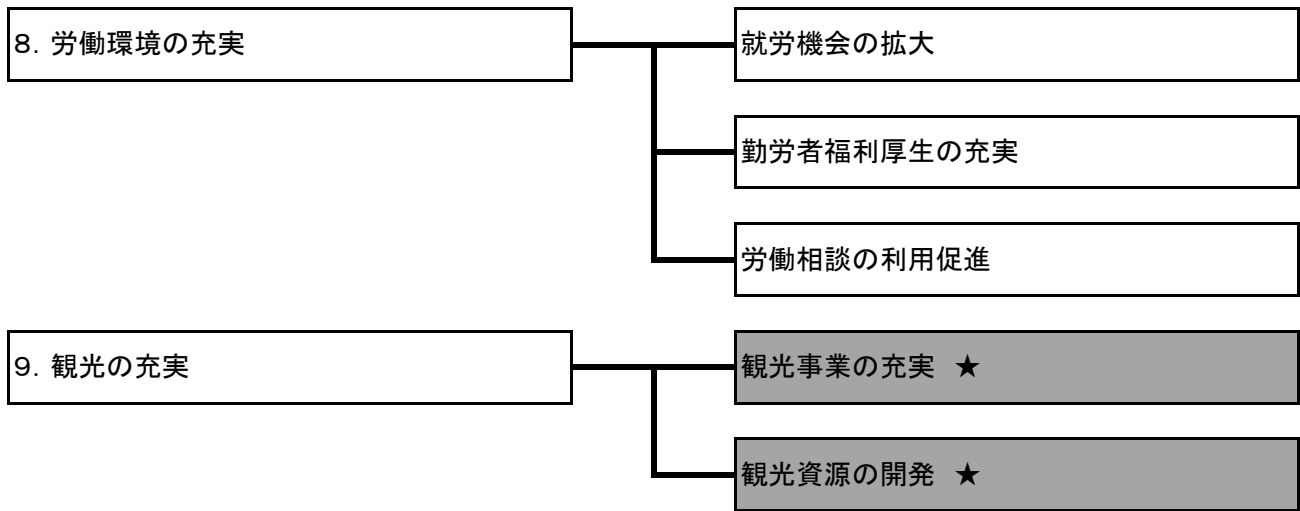 8. 労働環境の充実
就労機会の拡大
勤労者福利厚生の充実
労働相談の利用促進
9. 観光の充実
観光事業の充実 ★
観光資源の開発 ★